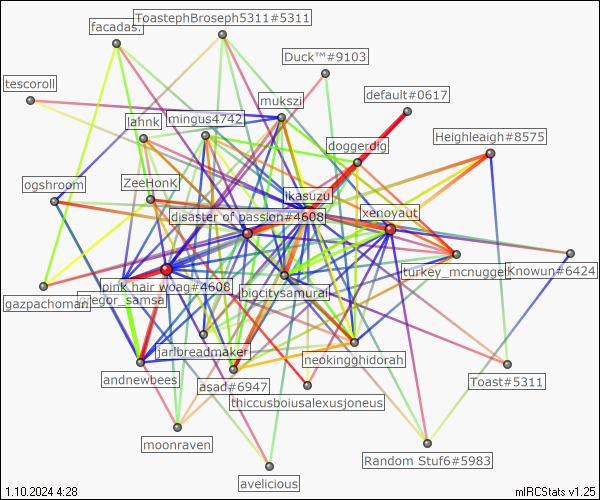 ToastephBroseph5311#5311
facadas.
Duck™#9103
tescoroll
mukszi
default#0617
lahnk
mingus4742
doggerdig
Heighleaigh#8575
ogshroom
ZeeHonK
likasuzu
disaster of passion#4608
xenoyaut
turkey_mcnugget
Knowun#6424
pink hair woag#4608
bigcitysamurai
gazpachoman
gregor_samsa
jarlbreadmaker
neokingghidorah
andnewbees
asad#6947
Toast#5311
thiccusboiusalexusjoneus
moonraven
Random Stuf6#5983
avelicious
1.10.2024 4:28
mIRCStats v1.25